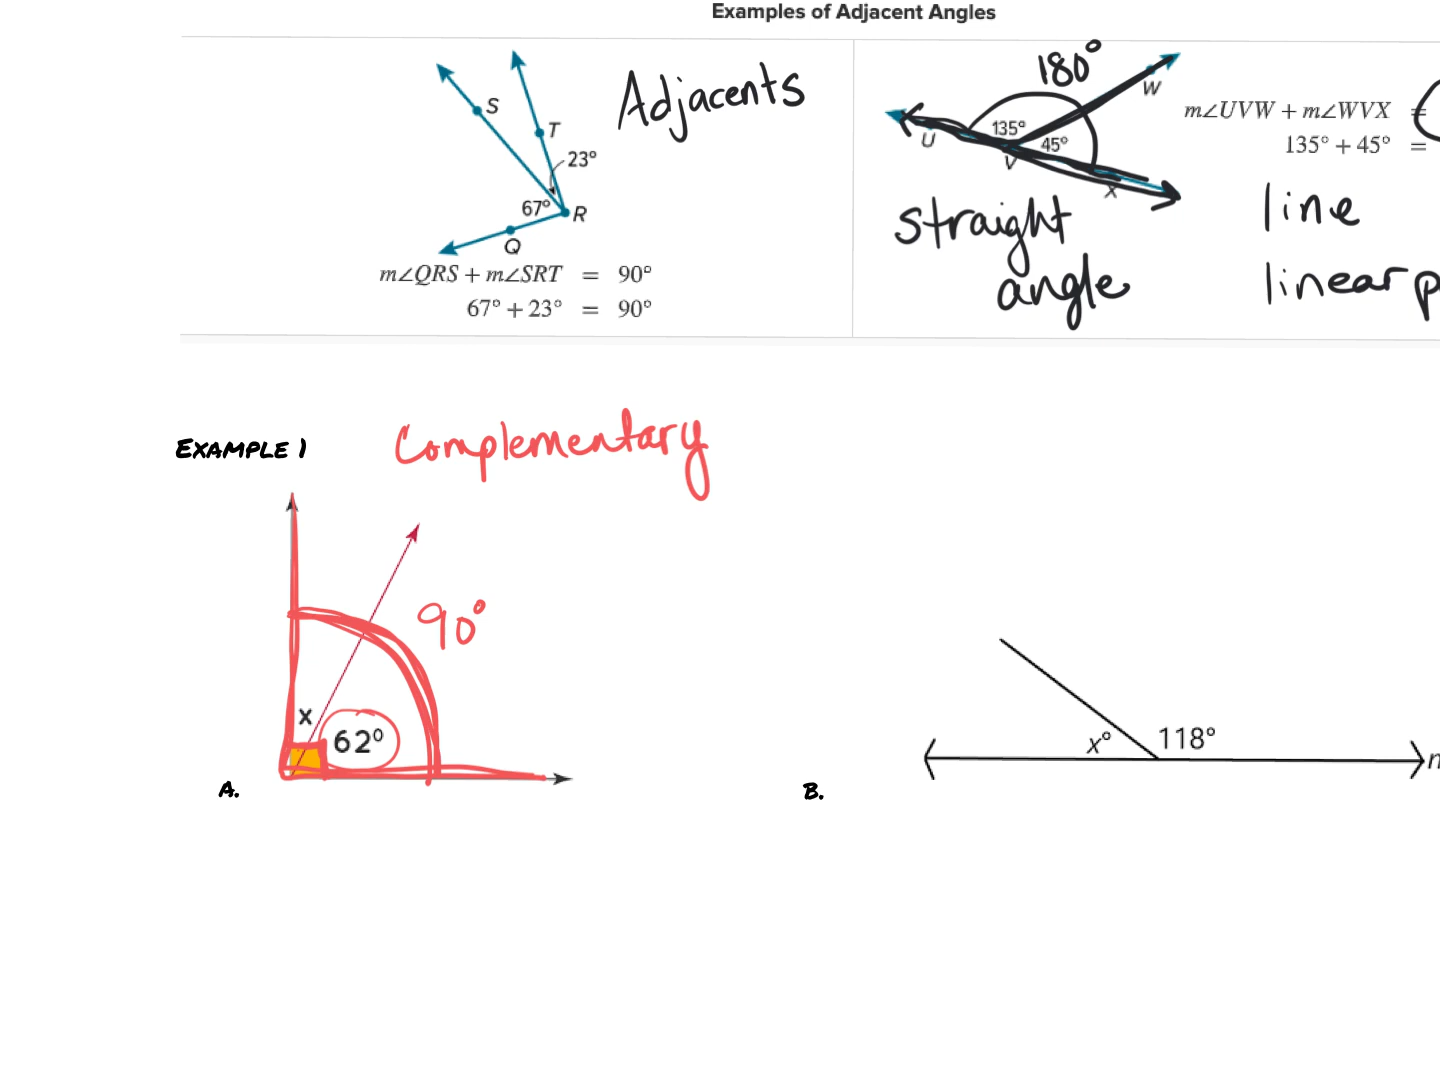 Examples of Adjacent Angles
S
T
23°
67°
R
Q
Adjacents
m∠QRS + m∠SRT = 90°
67° + 23° = 90°
180°
W
135°
45°
U
V
X
m∠UVW + m∠WVX =
135° + 45° =
straight
angle
line
linear p
EXAMPLE 1
Complementary
90°
x
62°
A.
x°
118°
n
B.